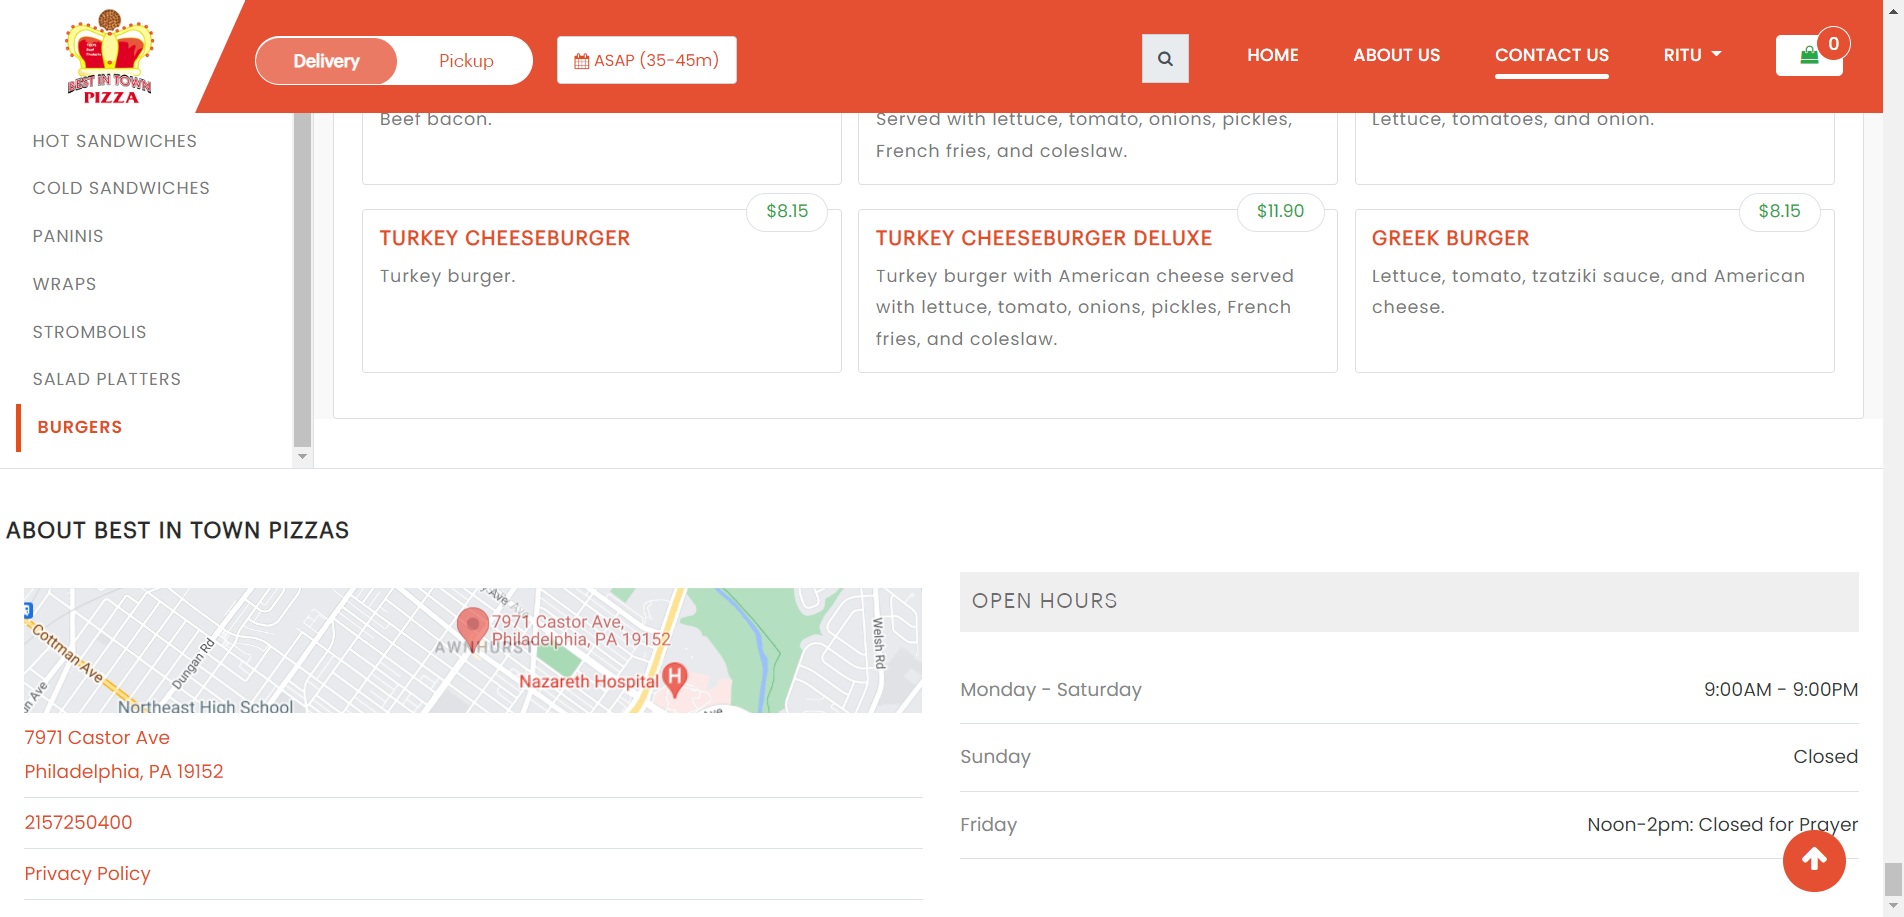 BEST IN TOWN
PIZZA
Delivery
Pickup
ASAP (35-45m)
HOME
ABOUT US
CONTACT US
RITU
0
HOT SANDWICHES
COLD SANDWICHES
PANINIS
WRAPS
STROMBOLIS
SALAD PLATTERS
BURGERS
Beef bacon.
Served with lettuce, tomato, onions, pickles,
French fries, and coleslaw.
Lettuce, tomatoes, and onion.
$8.15
TURKEY CHEESEBURGER
Turkey burger.
$11.90
TURKEY CHEESEBURGER DELUXE
Turkey burger with American cheese served
with lettuce, tomato, onions, pickles, French
fries, and coleslaw.
$8.15
GREEK BURGER
Lettuce, tomato, tzatziki sauce, and American
cheese.
ABOUT BEST IN TOWN PIZZAS
Cottman Ave
Dungan Rd
7971 Castor Ave,
Philadelphia, PA 19152
Nazareth Hospital
H
Welsh Rd
Northeast High School
7971 Castor Ave
Philadelphia, PA 19152
2157250400
Privacy Policy
OPEN HOURS
Monday - Saturday
9:00AM - 9:00PM
Sunday
Closed
Friday
Noon-2pm: Closed for Prayer